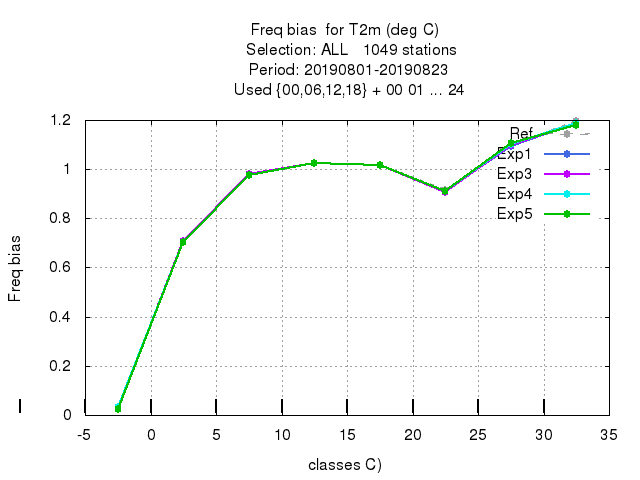 Freq bias  for T2m (deg C)
Selection: ALL   1049 stations
Period: 20190801-20190823
Used {00,06,12,18} + 00 01 ... 24
1.2
1
0.8
0.6
0.4
0.2
0
Freq bias
Ref
Exp1
Exp3
Exp4
Exp5
-5
0
5
10
15
20
25
30
35
classes C)